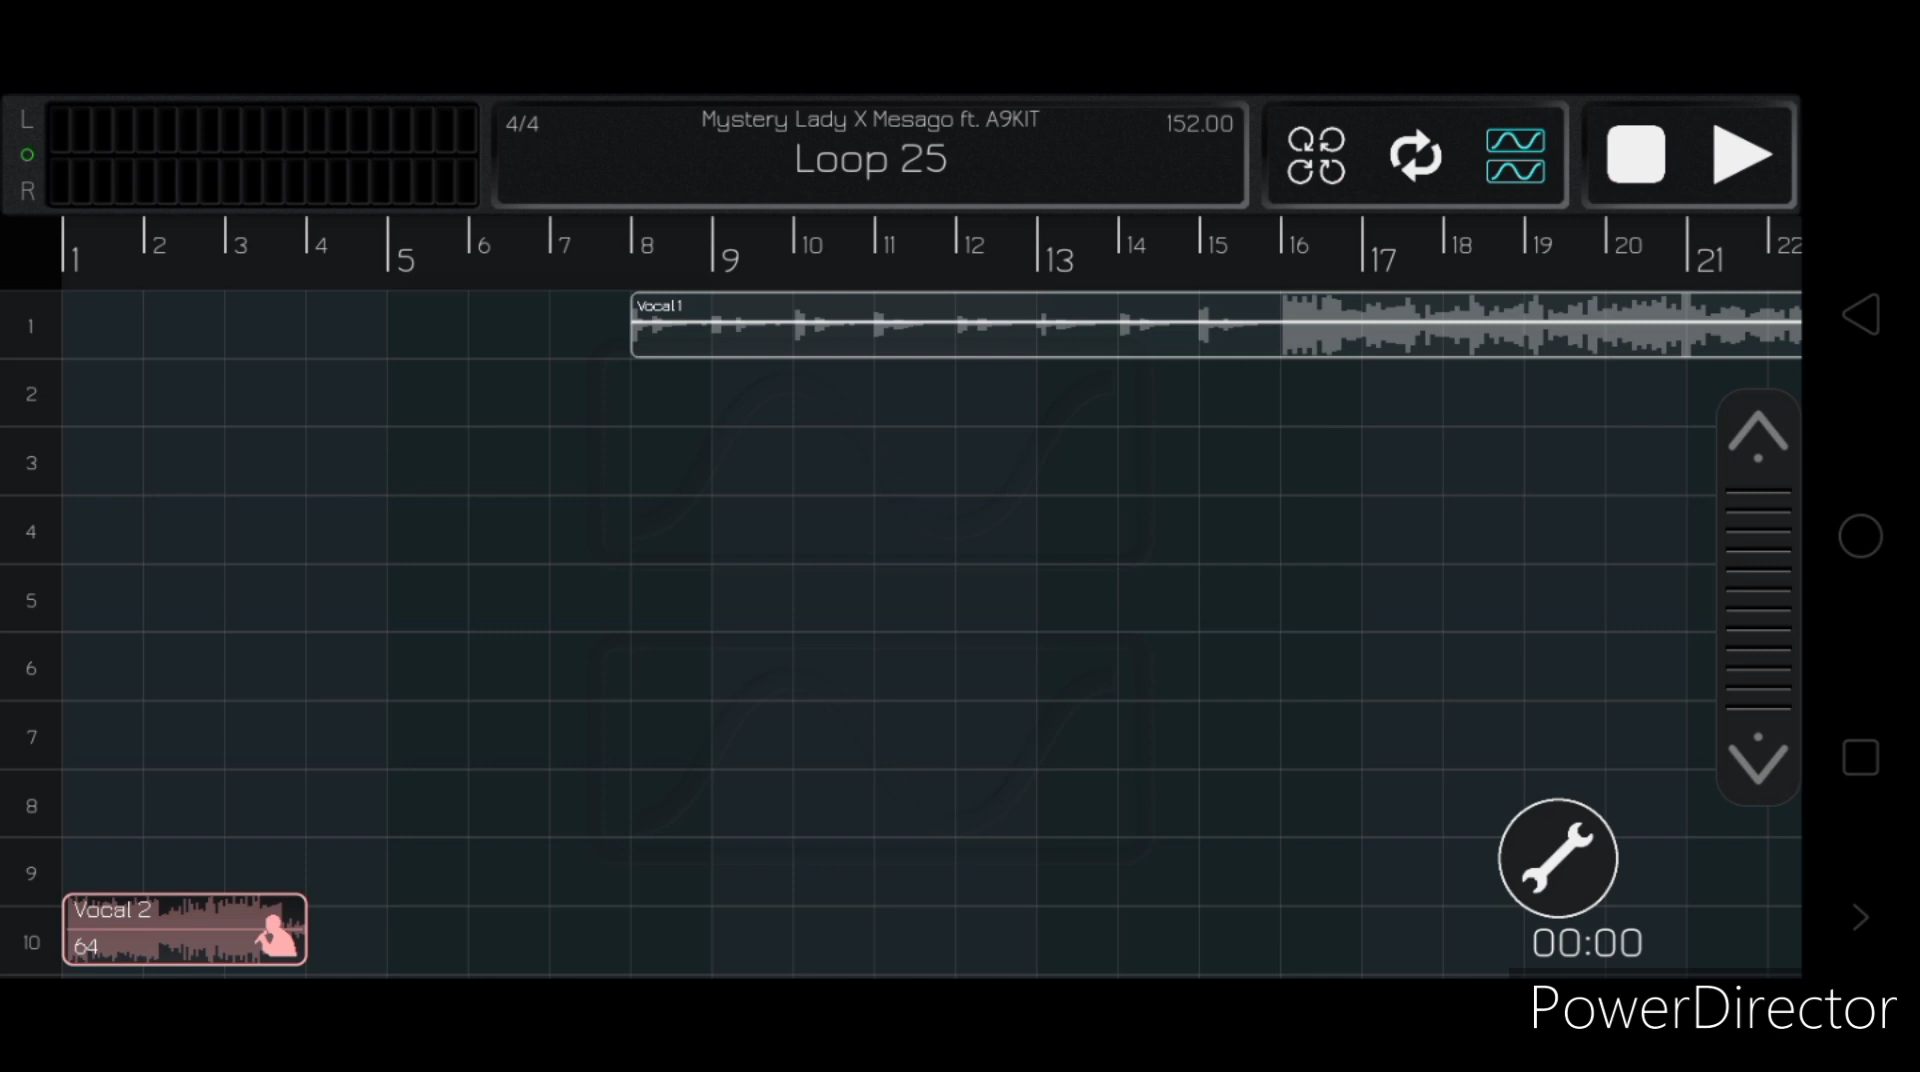 L
R
4/4
Mystery Lady X Mesago ft. A9KIT
152.00
Loop 25
1 2 3 4 5 6 7 8 9 10 11 12 13 14 15 16 17 18 19 20 21 22
1
Vocal 1
2
3
4
5
6
7
8
9
10
Vocal 2
64
00:00
PowerDirector